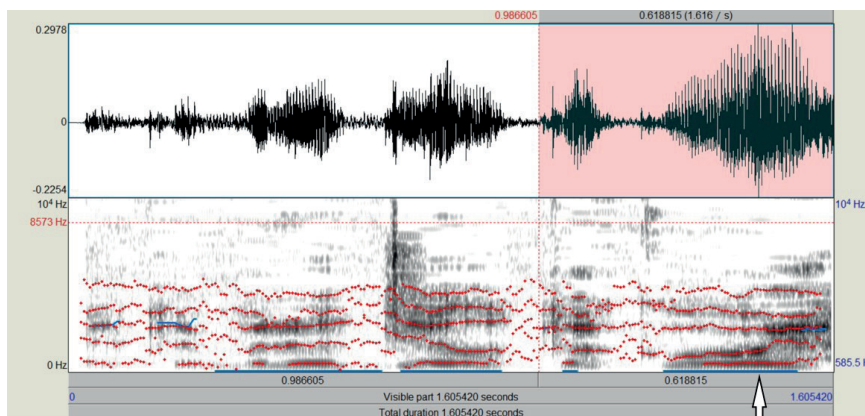 0.986605 0.618815 (1.616 / s)
0.2978
0
-0.2254
10⁴ Hz 10⁴ Hz
8573 Hz
0 Hz 585.5 H
0.986605 0.618815
0 Visible part 1.605420 seconds 1.605420
Total duration 1.605420 seconds